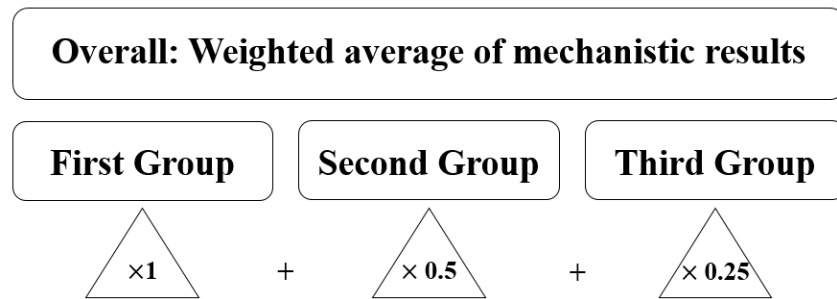 Overall: Weighted average of mechanistic results
First Group Second Group Third Group
×1 + × 0.5 + × 0.25